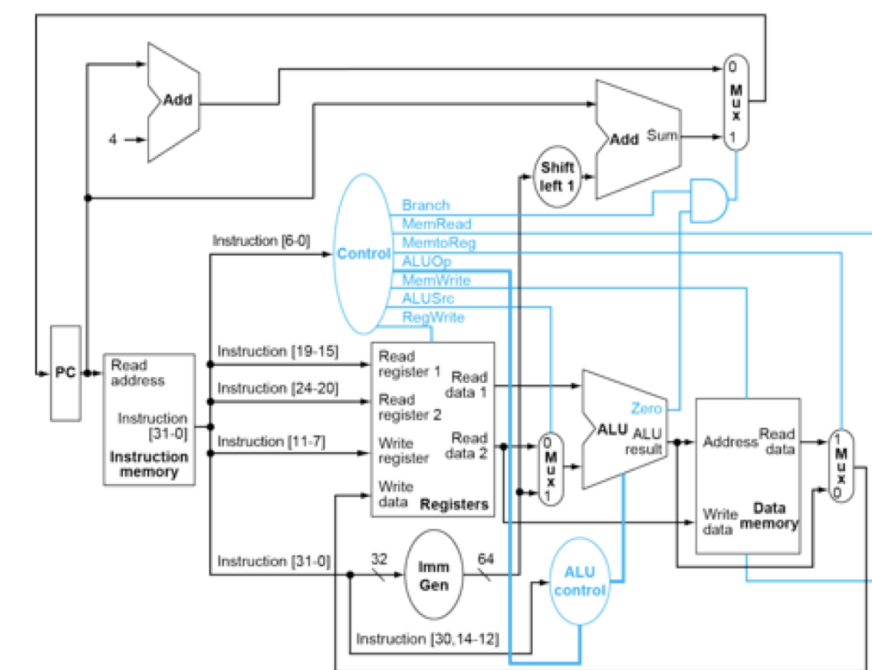 Add
4
Add Sum
0
M
u
x
1
Shift
left 1
Branch
MemRead
MemtoReg
ALUOp
MemWrite
ALUSrc
RegWrite
Control
Instruction [6-0]
PC
Read
address
Instruction
[31-0]
Instruction
memory
Instruction [19-15]
Instruction [24-20]
Instruction [11-7]
Read
register 1
Read
register 2
Write
register
Write
data
Read
data 1
Read
data 2
Registers
0
M
u
x
1
Zero
ALU
ALU
result
Address
Read
data
Write
data
Data
memory
1
M
u
x
0
Instruction [31-0]
32
Imm
Gen
64
ALU
control
Instruction [30,14-12]